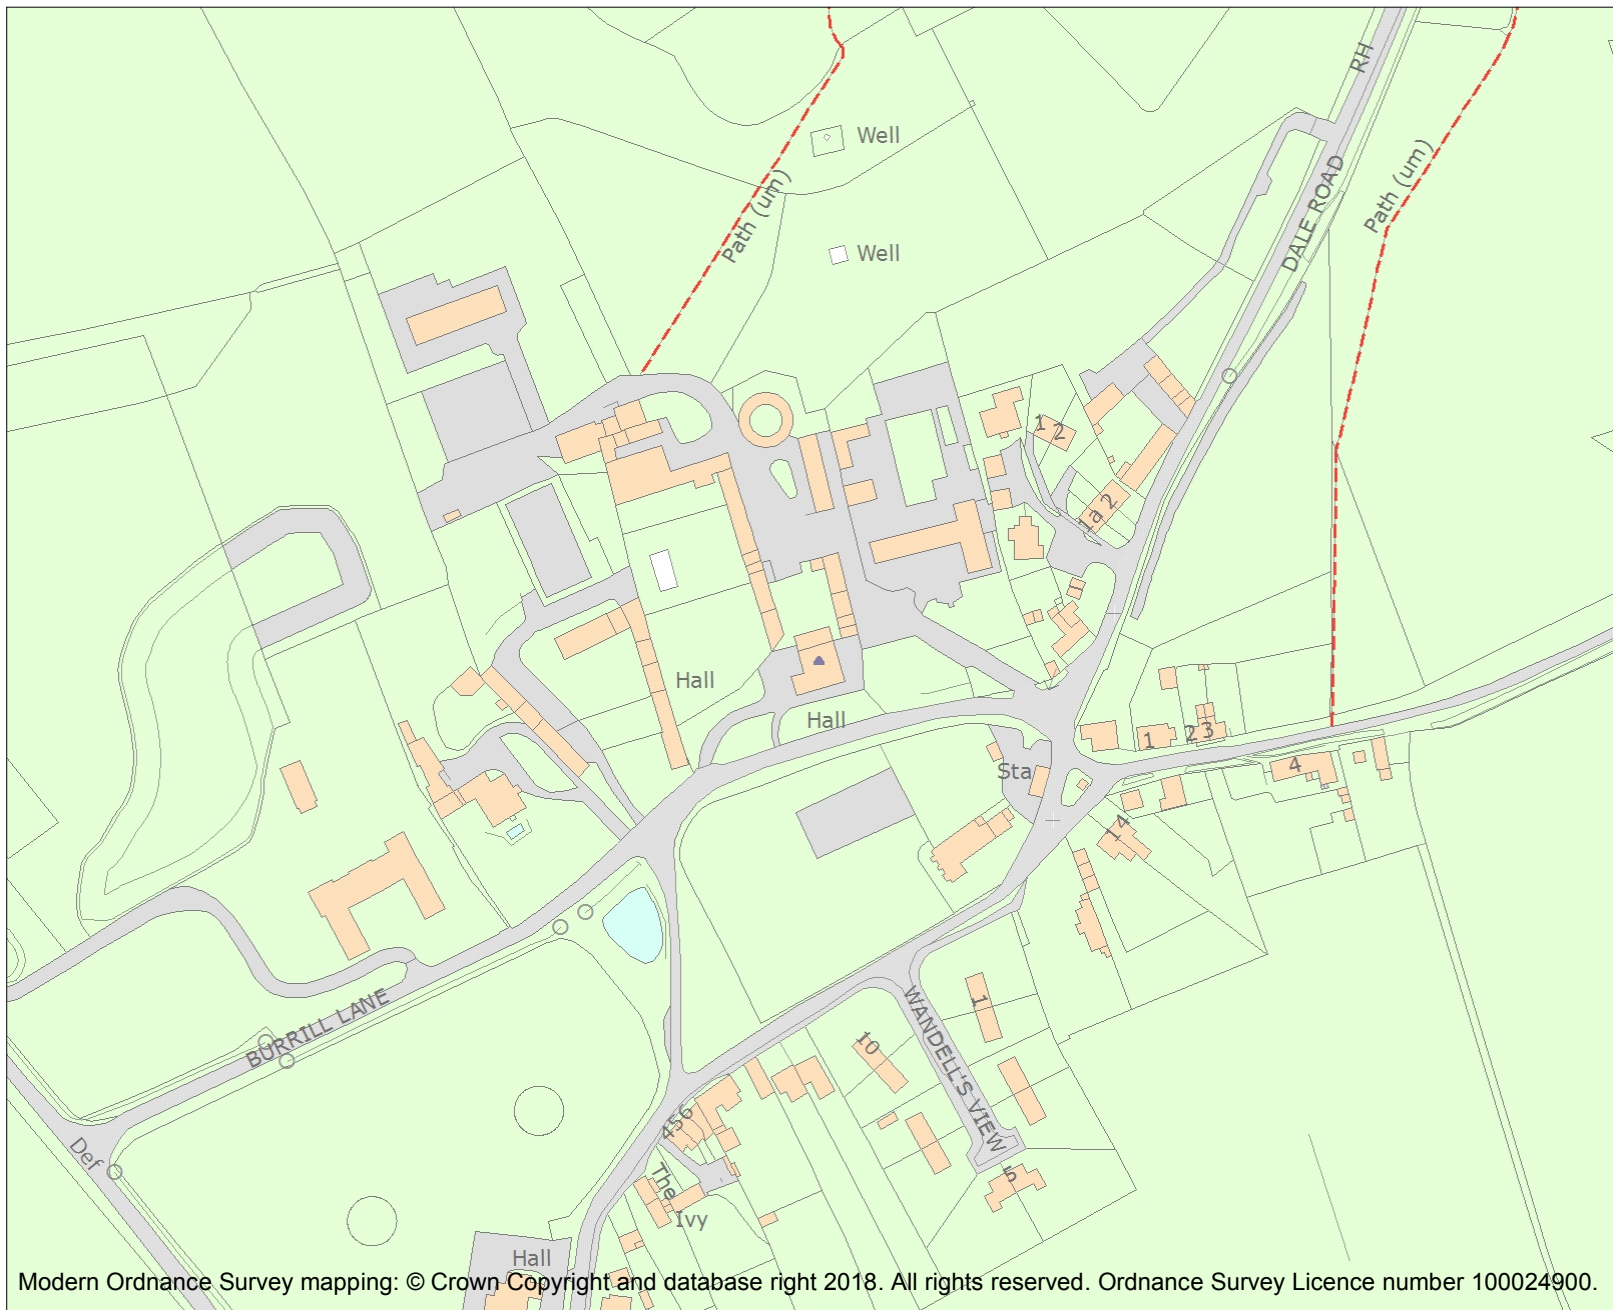 RH
Well
DALE ROAD
Path (um)
Path (um)
Well
1
2
1a 2
Hall
Hall
1
2 3
Sta
4
14
BURRILL LANE
WANDELL'S VIEW
1
10
456
Def
The
Ivy
5
Hall
Modern Ordnance Survey mapping: © Crown Copyright and database right 2018. All rights reserved. Ordnance Survey Licence number 100024900.